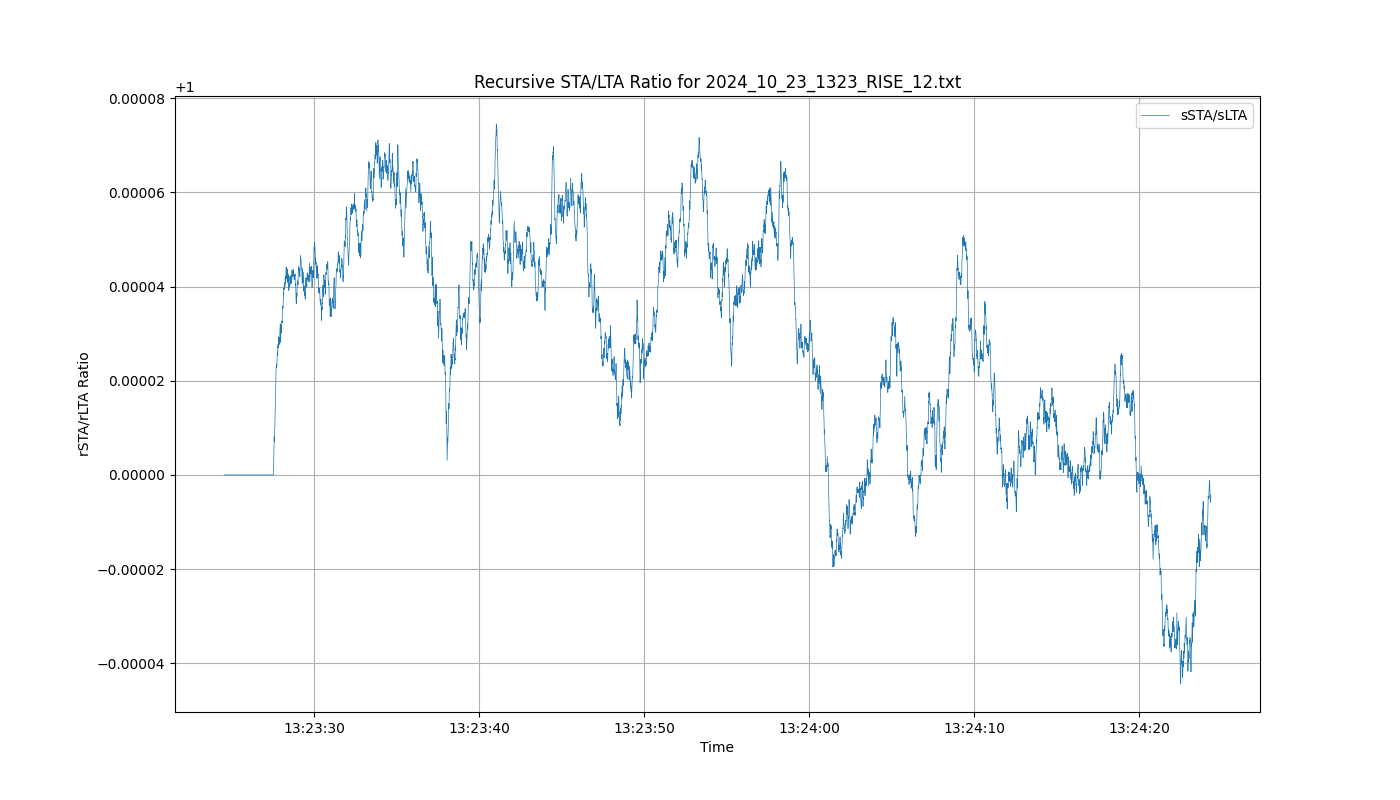 Recursive STA/LTA Ratio for 2024_10_23_1323_RISE_12.txt
+1
sSTA/sLTA
0.00008
0.00006
0.00004
0.00002
0.00000
−0.00002
−0.00004
rSTA/rLTA Ratio
13:23:30 13:23:40 13:23:50 13:24:00 13:24:10 13:24:20
Time